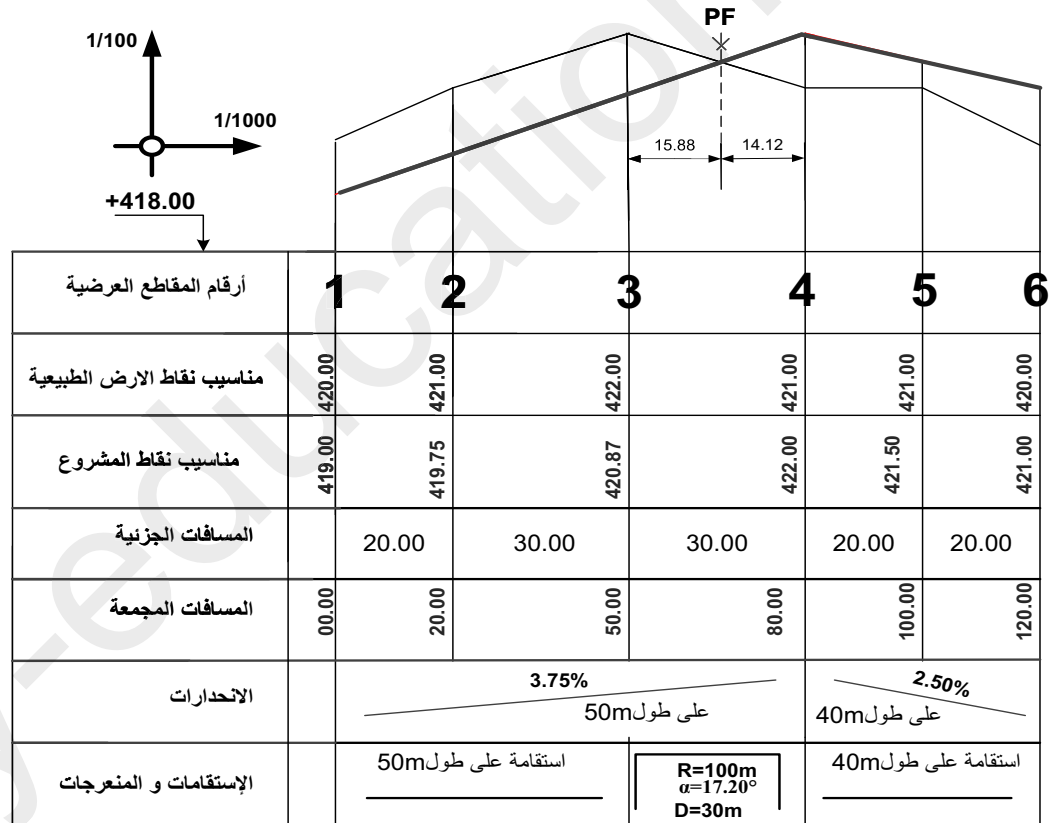 PF
1/100
1/1000
15.88 14.12
+418.00
أرقام المقاطع العرضية 1 2 3 4 5 6
مناسيب نقاط الارض الطبيعية 420.00 421.00 422.00 421.00 421.00 420.00
مناسيب نقاط المشروع 419.00 419.75 420.87 422.00 421.50 421.00
المسافات الجزئية 20.00 30.00 30.00 20.00 20.00
المسافات المجمعة 00.00 20.00 50.00 80.00 100.00 120.00
الانحدارات
3.75%
على طول50m
2.50%
على طول40m
الإستقامات و المنعرجات
استقامة على طول50m
R=100m
α=17.20°
D=30m
استقامة على طول40m
y-education